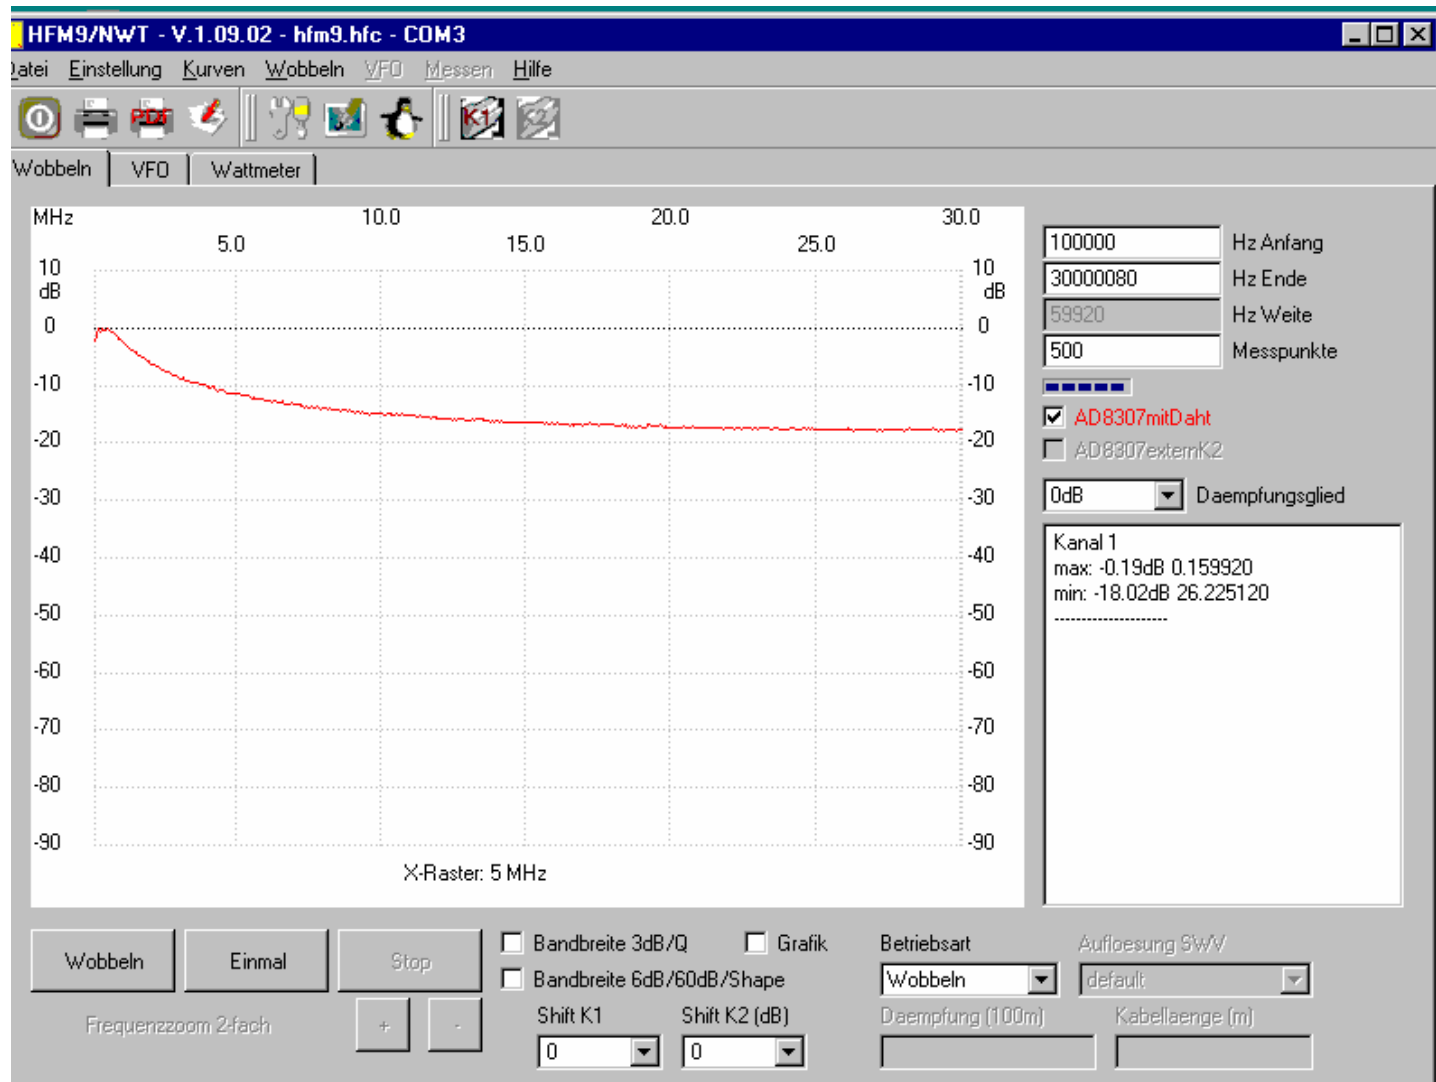 HFM9/NWT - V.1.09.02 - hfm9.hfc - COM3
Datei Einstellung Kurven Wobbeln VFO Messen Hilfe
PDF K1 K2
Wobbeln VFO Wattmeter
MHz 10.0 20.0 30.0
5.0 15.0 25.0
10 10
dB dB
0 0
-10 -10
-20 -20
-30 -30
-40 -40
-50 -50
-60 -60
-70 -70
-80 -80
-90 -90
X-Raster: 5 MHz
100000 Hz Anfang
30000080 Hz Ende
59920 Hz Weite
500 Messpunkte
AD8307mitDaht
AD8307externK2
0dB Daempfungsglied
Kanal 1
max: -0.19dB 0.159920
min: -18.02dB 26.225120
---------------------
Wobbeln Einmal Stop
Frequenzzoom 2-fach + -
Bandbreite 3dB/Q Grafik
Bandbreite 6dB/60dB/Shape
Shift K1 Shift K2 (dB)
0 0
Betriebsart Aufloesung SWV
Wobbeln default
Daempfung (100m) Kabellaenge (m)